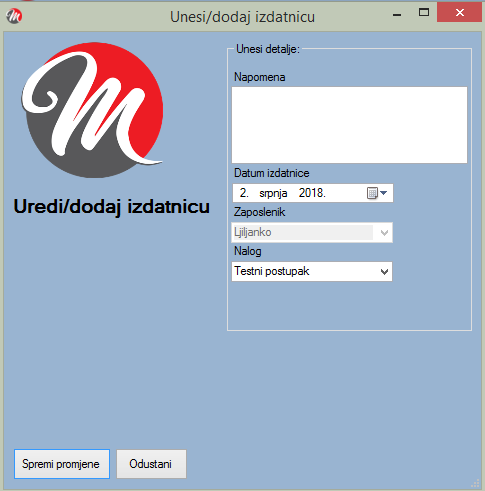 Unesi/dodaj izdatnicu
M
Uredi/dodaj izdatnicu
Unesi detalje:
Napomena
Datum izdatnice
2. srpnja 2018.
Zaposlenik
Ljiljanko
Nalog
Testni postupak
Spremi promjene
Odustani